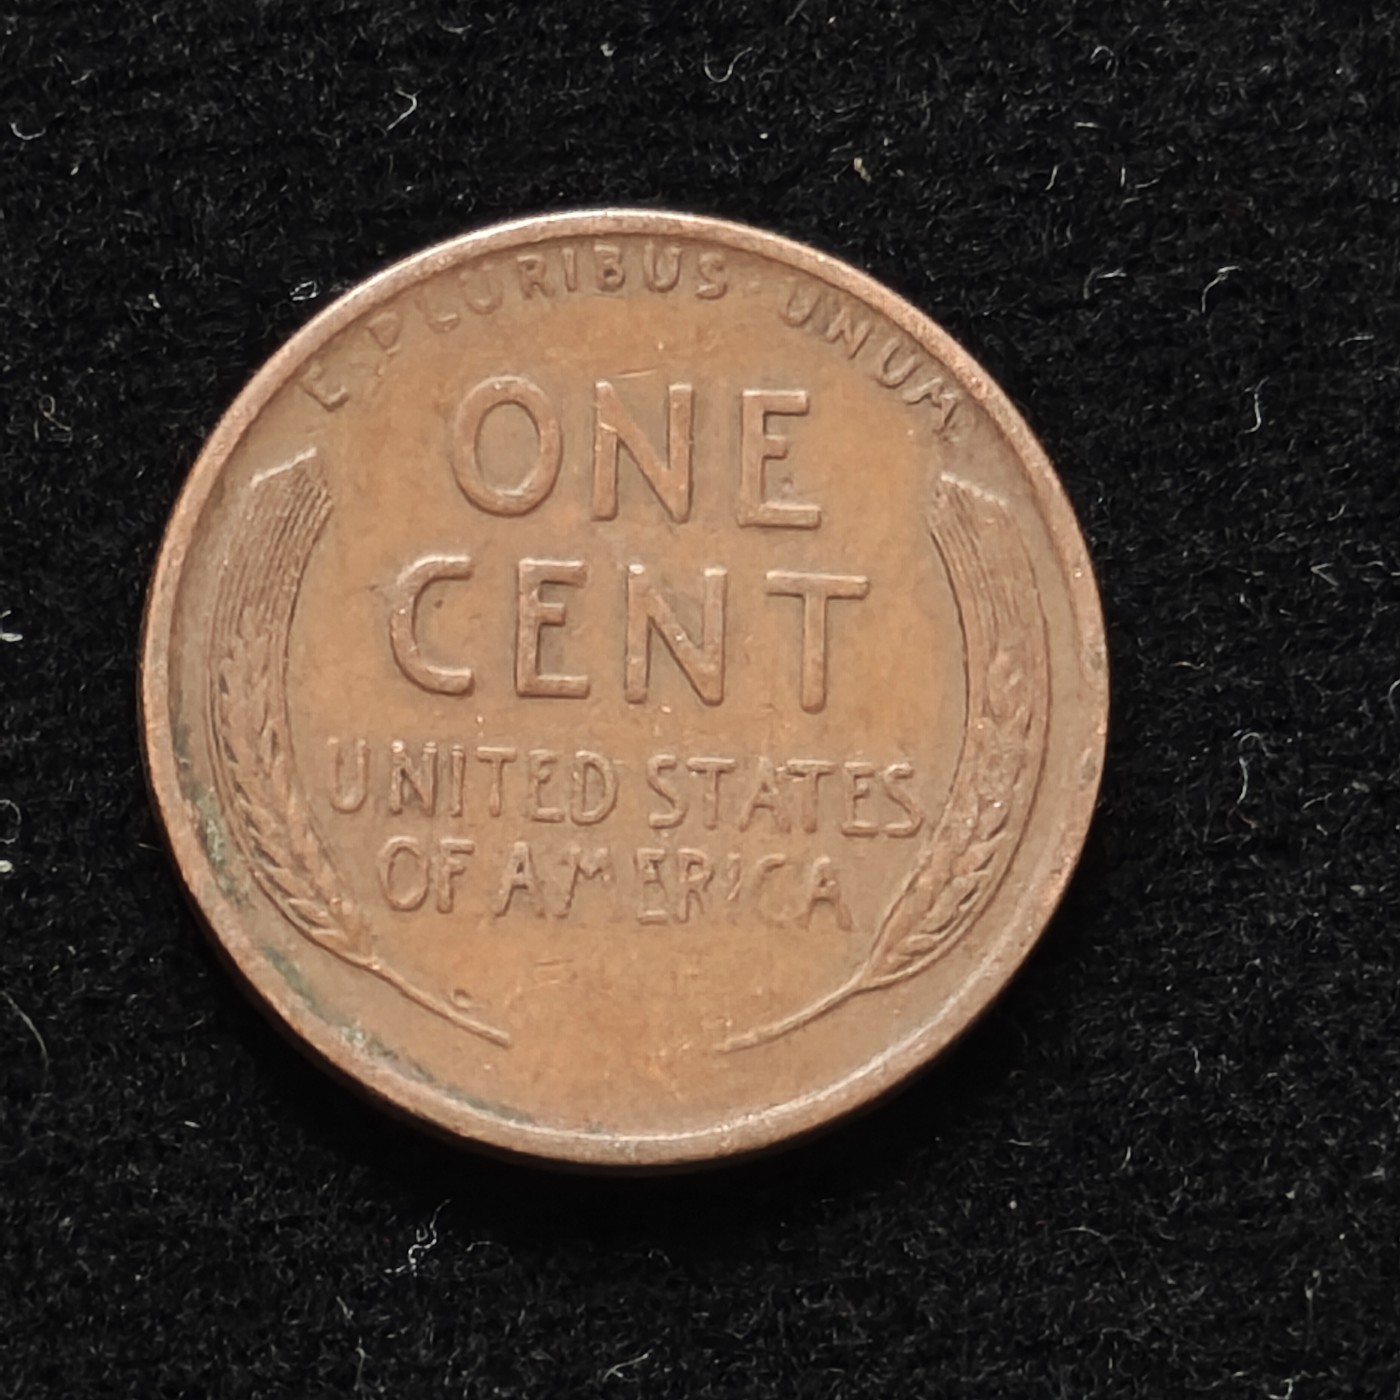 E PLURIBUS · UNUM
ONE
CENT
UNITED STATES
OF AMERICA